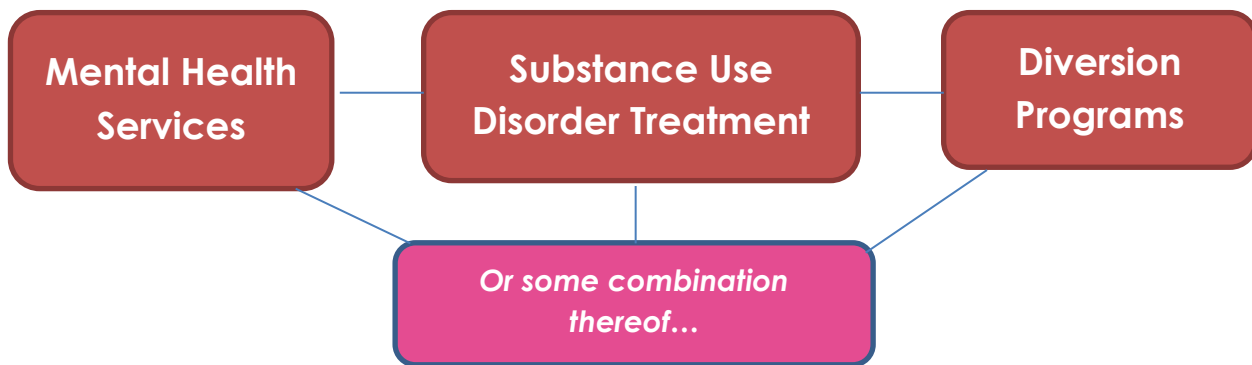 Mental Health
Services
Substance Use
Disorder Treatment
Diversion
Programs
Or some combination
thereof…